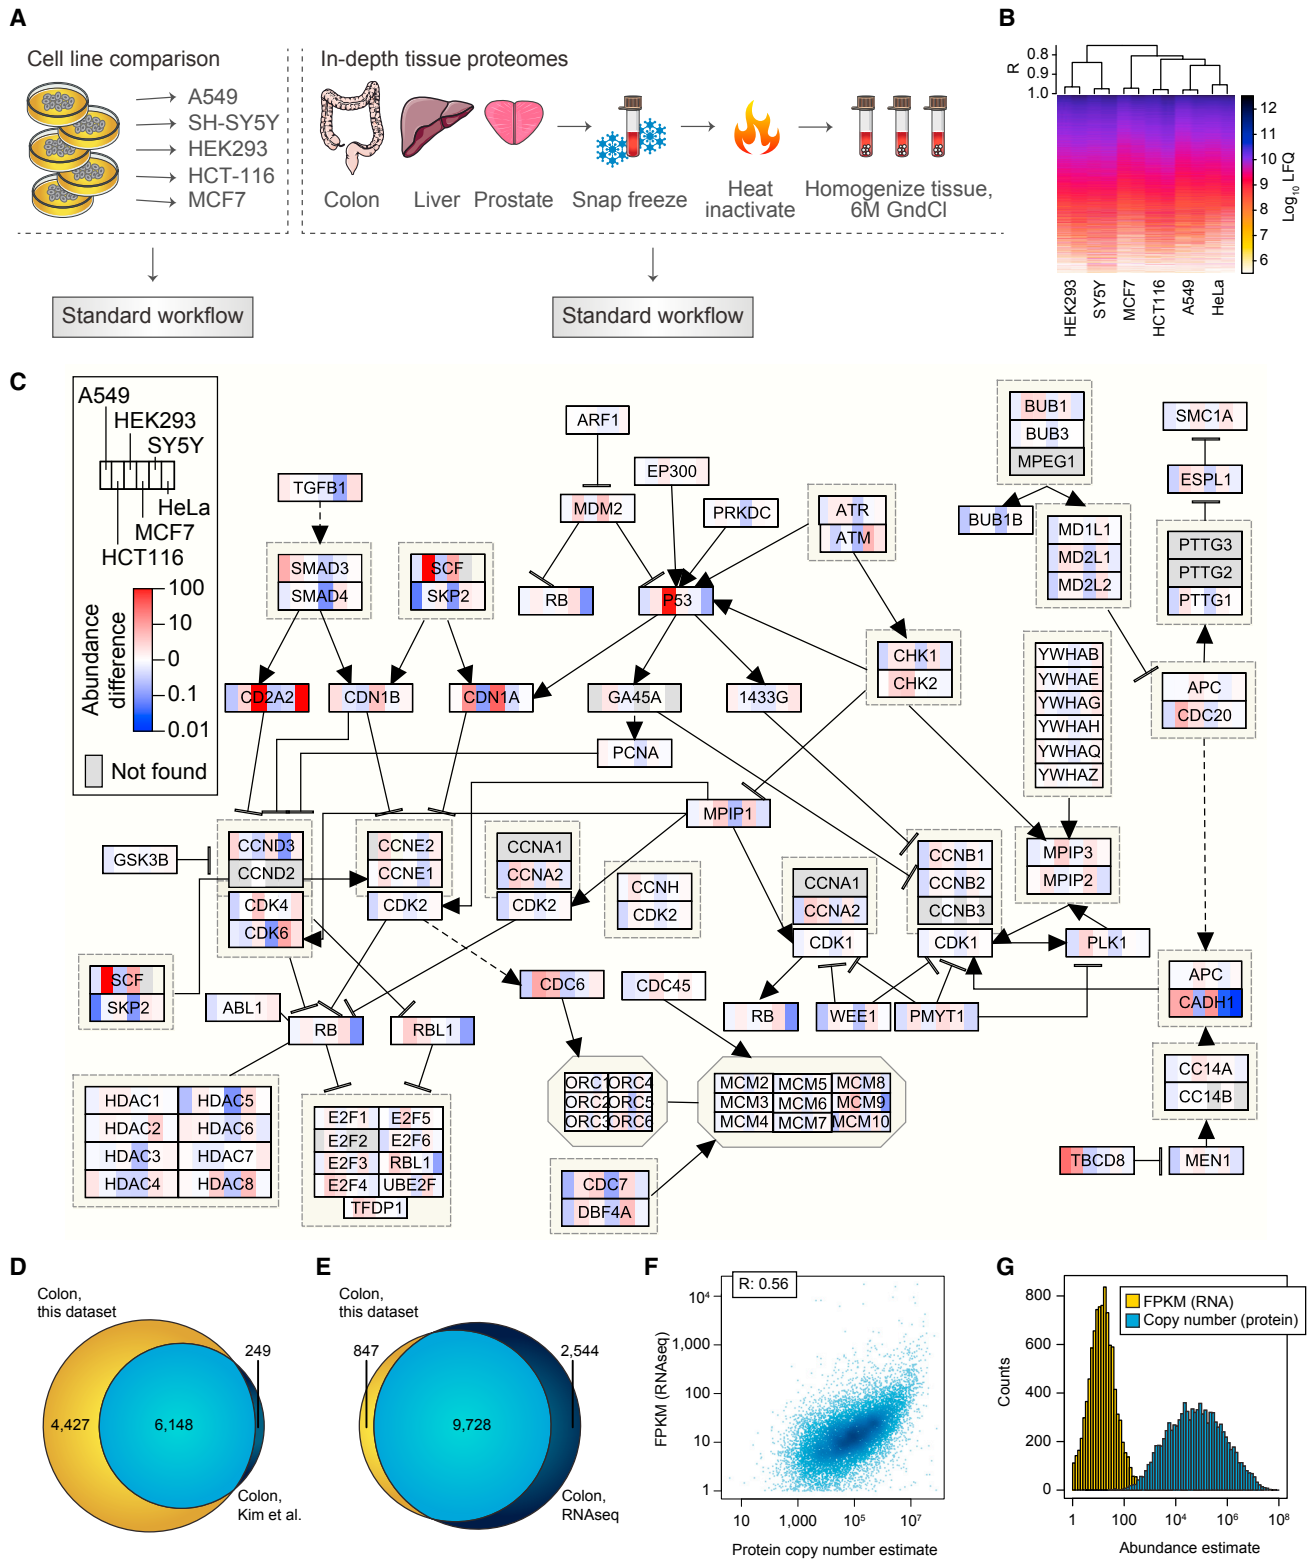 A
Cell line comparison
A549
SH-SY5Y
HEK293
HCT-116
MCF7
Standard workflow
In-depth tissue proteomes
Colon
Liver
Prostate
Snap freeze
Heat
inactivate
Homogenize tissue,
6M GndCl
Standard workflow
B
R
0.8
0.9
1.0
12
11
10
9
8
7
6
Log10 LFQ
HEK293
SY5Y
MCF7
HCT116
A549
HeLa
C
A549
HEK293
SY5Y
HeLa
MCF7
HCT116
Abundance
difference
100
10
0
0.1
0.01
Not found
TGFB1
SMAD3
SMAD4
SCF
SKP2
ARF1
EP300
MDM2
PRKDC
ATR
ATM
RB
P53
BUB1
BUB3
MPEG1
BUB1B
MD1L1
MD2L1
MD2L2
SMC1A
ESPL1
PTTG3
PTTG2
PTTG1
CHK1
CHK2
YWHAB
YWHAE
YWHAG
YWHAH
YWHAQ
YWHAZ
APC
CDC20
CD2A2
CDN1B
CDN1A
GA45A
1433G
PCNA
MPIP1
GSK3B
CCND3
CCND2
CDK4
CDK6
CCNE2
CCNE1
CDK2
CCNA1
CCNA2
CDK2
CCNH
CDK2
CCNA1
CCNA2
CDK1
CCNB1
CCNB2
CCNB3
CDK1
MPIP3
MPIP2
PLK1
SCF
SKP2
ABL1
RB
RBL1
CDC6
CDC45
RB
WEE1
PMYT1
APC
CADH1
CC14A
CC14B
TBCD8
MEN1
HDAC1
HDAC2
HDAC3
HDAC4
HDAC5
HDAC6
HDAC7
HDAC8
E2F1
E2F2
E2F3
E2F4
E2F5
E2F6
RBL1
UBE2F
TFDP1
ORC1
ORC2
ORC3
ORC4
ORC5
ORC6
MCM2
MCM3
MCM4
MCM5
MCM6
MCM7
MCM8
MCM9
MCM10
CDC7
DBF4A
D
Colon,
this dataset
4,427
6,148
249
Colon,
Kim et al.
E
Colon,
this dataset
847
9,728
2,544
Colon,
RNAseq
F
R: 0.56
FPKM (RNAseq)
10⁴
1,000
100
10
1
10
1,000
10⁵
10⁷
Protein copy number estimate
G
FPKM (RNA)
Copy number (protein)
Counts
800
600
400
200
0
1
100
10⁴
10⁶
10⁸
Abundance estimate